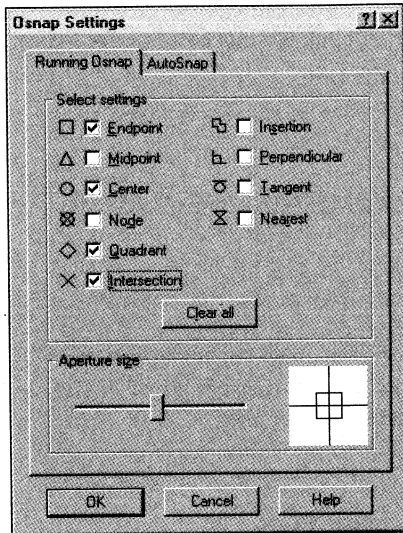 Osnap Settings
Running Osnap AutoSnap
Select settings
Endpoint Insertion
Midpoint Perpendicular
Center Tangent
Node Nearest
Quadrant
Intersection
Clear all
Aperture size
OK Cancel Help